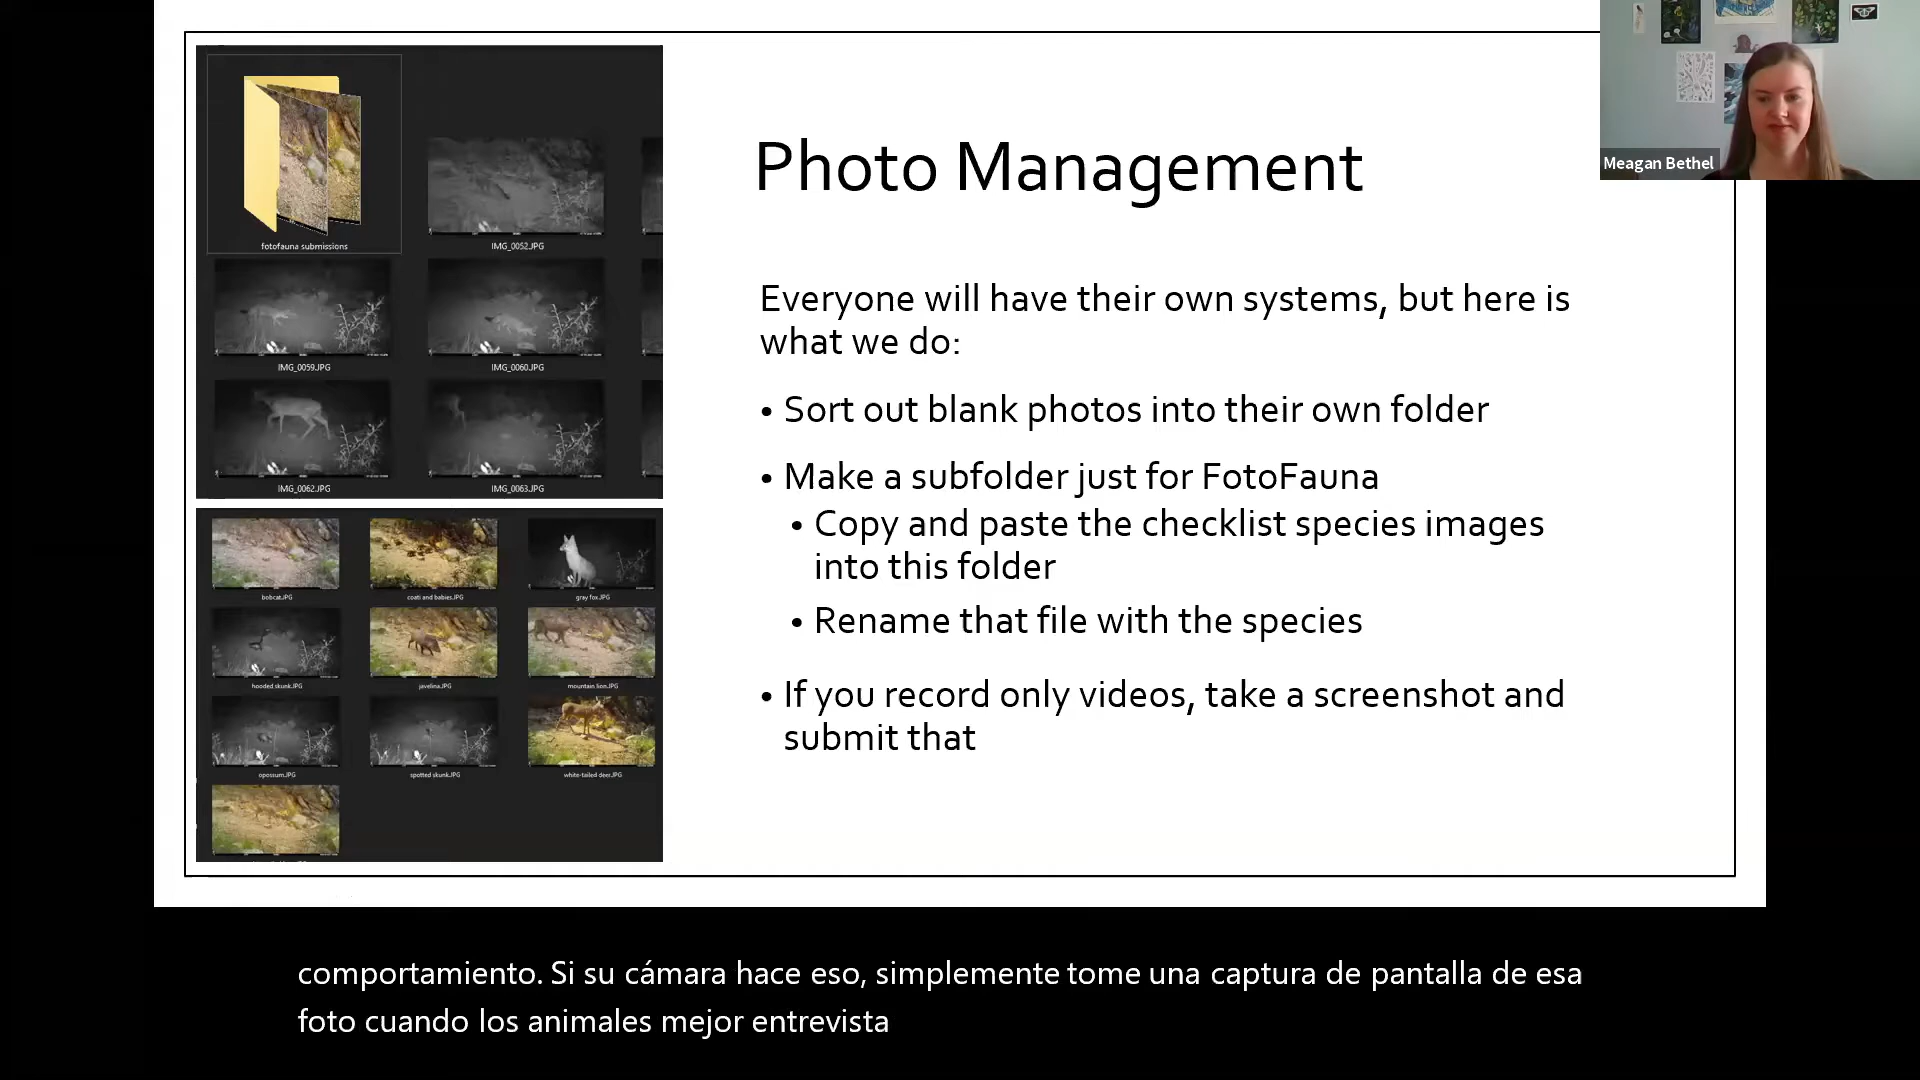 fotofauna submissions
IMG_0052.JPG
IMG_0059.JPG
IMG_0060.JPG
IMG_0062.JPG
IMG_0063.JPG
bobcat.JPG
coati and babies.JPG
gray fox.JPG
hooded skunk.JPG
javelina.JPG
mountain lion.JPG
opossum.JPG
spotted skunk.JPG
white-tailed deer.JPG
Photo Management
Everyone will have their own systems, but here is
what we do:
• Sort out blank photos into their own folder
• Make a subfolder just for FotoFauna
• Copy and paste the checklist species images
into this folder
• Rename that file with the species
• If you record only videos, take a screenshot and
submit that
Meagan Bethel
comportamiento. Si su cámara hace eso, simplemente tome una captura de pantalla de esa
foto cuando los animales mejor entrevista